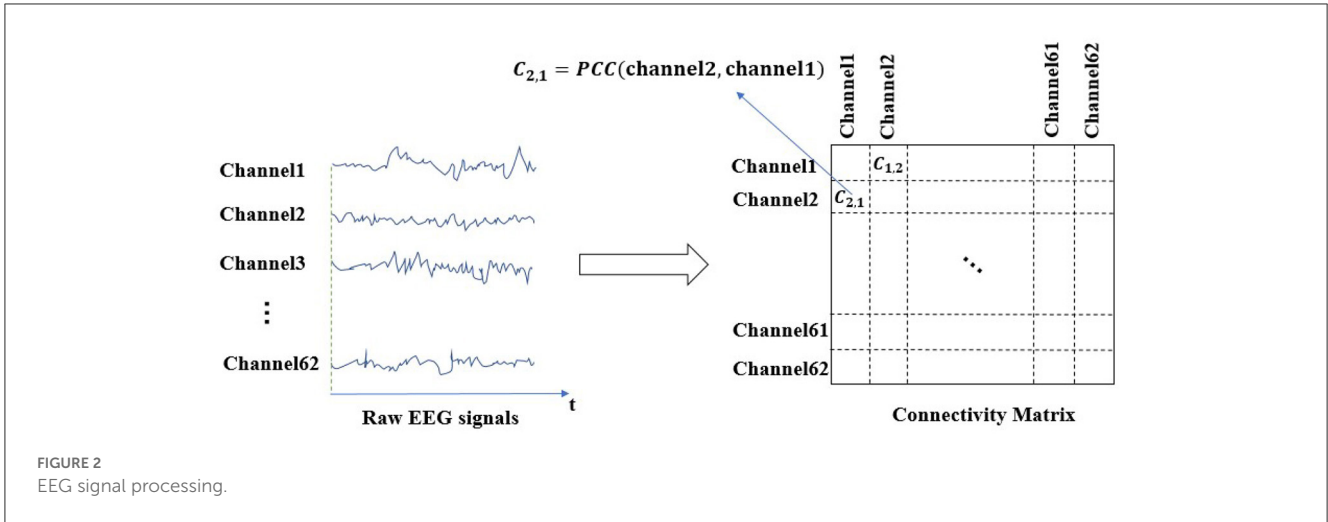 C2,1 = PCC(channel2, channel1)
Channel1
Channel2
Channel61
Channel62
Channel1
Channel2
Channel3
⋮
Channel62
t
Raw EEG signals
Channel1
C1,2
Channel2
C2,1
⋱
Channel61
Channel62
Connectivity Matrix
FIGURE 2
EEG signal processing.